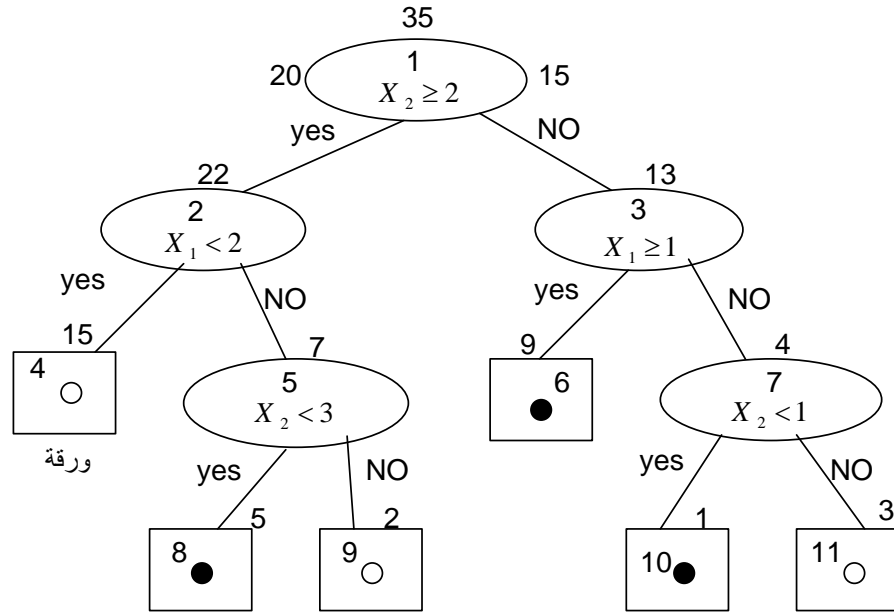 35
20 1 15
X₂ ≥ 2
yes NO
22 13
2 3
X₁ < 2 X₁ ≥ 1
yes NO yes NO
15 7 9 4
4 5 6 7
X₂ < 3 X₂ < 1
ورقة
yes NO yes NO
5 2 1 3
8 9 10 11